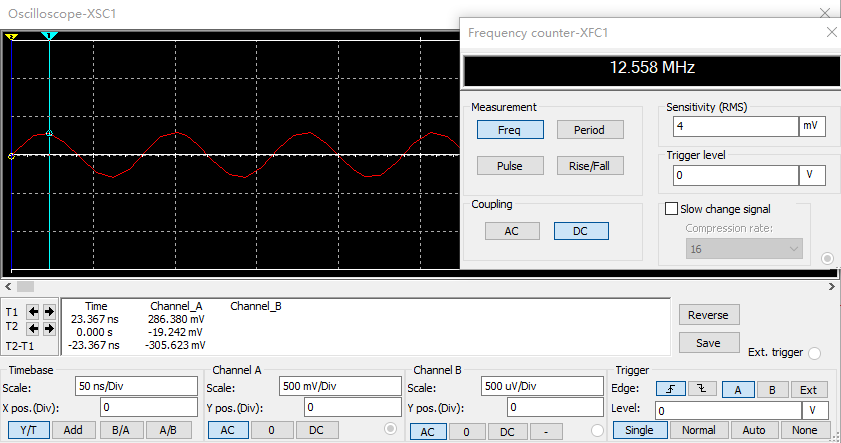 Oscilloscope-XSC1
2
1
Frequency counter-XFC1
12.558 MHz
Measurement
Freq
Period
Pulse
Rise/Fall
Coupling
AC
DC
Sensitivity (RMS)
4
mV
Trigger level
0
V
Slow change signal
Compression rate:
16
Time Channel_A Channel_B
T1 23.367 ns 286.380 mV
T2 0.000 s -19.242 mV
T2-T1 -23.367 ns -305.623 mV
Reverse
Save
Ext. trigger
Timebase
Scale: 50 ns/Div
X pos.(Div): 0
Y/T Add B/A A/B
Channel A
Scale: 500 mV/Div
Y pos.(Div): 0
AC 0 DC
Channel B
Scale: 500 uV/Div
Y pos.(Div): 0
AC 0 DC -
Trigger
Edge: A B Ext
Level: 0 V
Single Normal Auto None